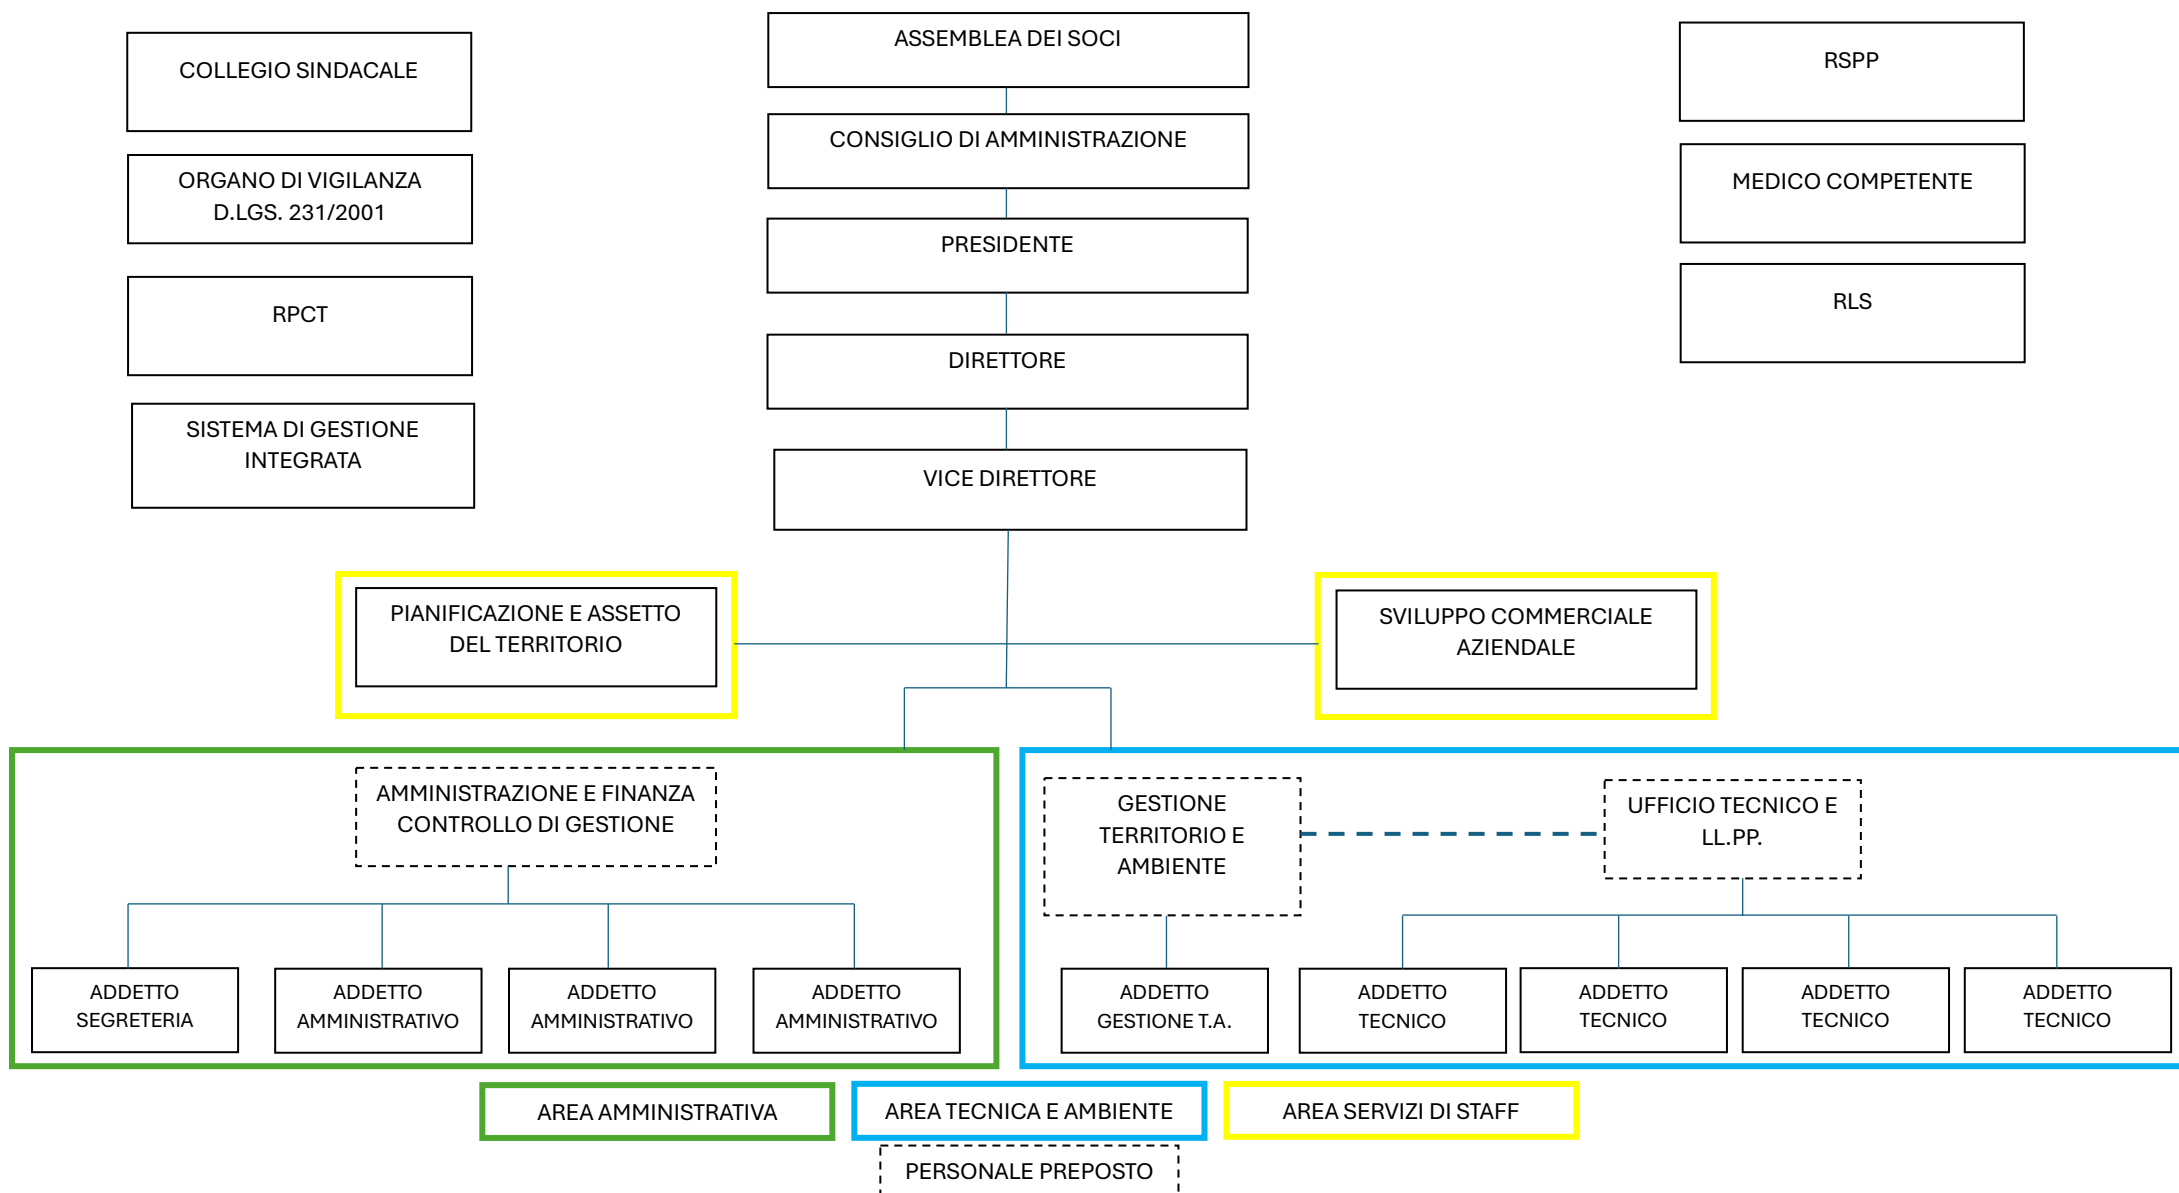 COLLEGIO SINDACALE
ORGANO DI VIGILANZA
D.LGS. 231/2001
RPCT
SISTEMA DI GESTIONE
INTEGRATA
ASSEMBLEA DEI SOCI
CONSIGLIO DI AMMINISTRAZIONE
PRESIDENTE
DIRETTORE
VICE DIRETTORE
RSPP
MEDICO COMPETENTE
RLS
PIANIFICAZIONE E ASSETTO
DEL TERRITORIO
SVILUPPO COMMERCIALE
AZIENDALE
AMMINISTRAZIONE E FINANZA
CONTROLLO DI GESTIONE
ADDETTO
SEGRETERIA
ADDETTO
AMMINISTRATIVO
ADDETTO
AMMINISTRATIVO
ADDETTO
AMMINISTRATIVO
GESTIONE
TERRITORIO E
AMBIENTE
UFFICIO TECNICO E
LL.PP.
ADDETTO
GESTIONE T.A.
ADDETTO
TECNICO
ADDETTO
TECNICO
ADDETTO
TECNICO
ADDETTO
TECNICO
AREA AMMINISTRATIVA
AREA TECNICA E AMBIENTE
AREA SERVIZI DI STAFF
PERSONALE PREPOSTO